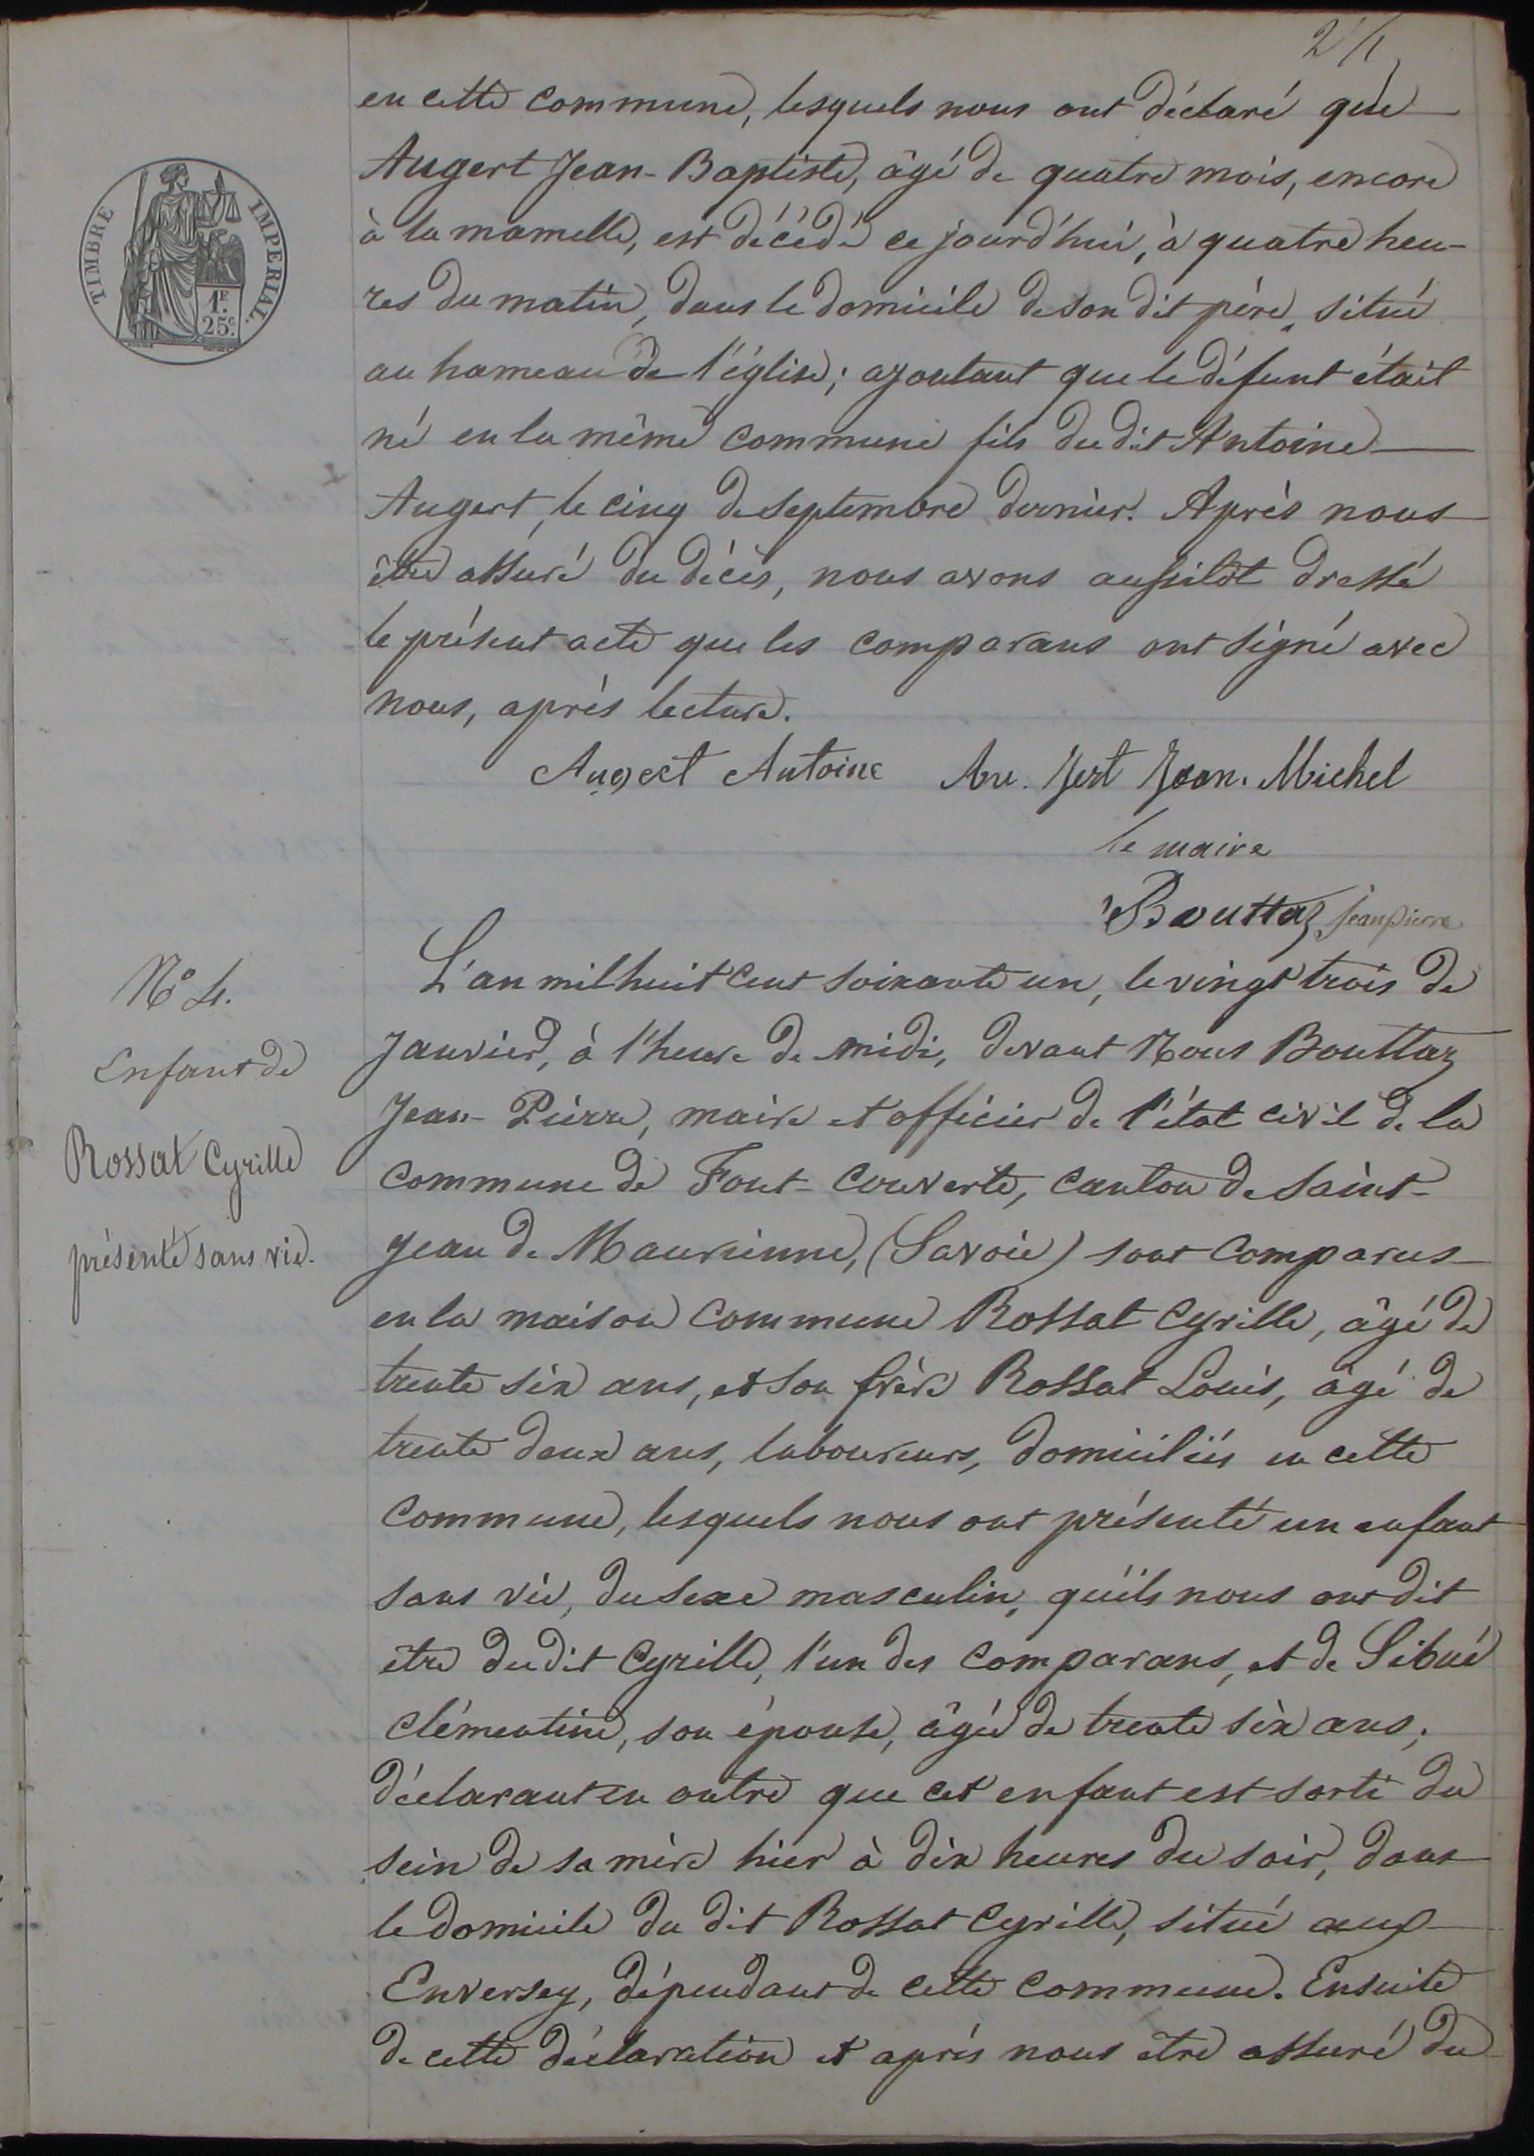 2/1
en cette commune, lesquels nous ont déclaré que
Augert Jean-Baptiste, âgé de quatre mois, encore
à la mamelle, est décédé ce jourd'hui, à quatre heu-
res du matin, dans le domicile de son dit père, situé
au hameau de l'église; ajoutant que le défunt était
né en la même commune fils du dit Antoine
Augert, le cinq de septembre dernier. Après nous
être assuré du décès, nous avons aussitôt dressé
le présent acte que les comparans ont signé avec
nous, après lecture.
Augert Antoine Au. Jert Jean. Michel
le maire
Bouttaz jeanpierre
TIMBRE IMPERIAL.
1F.
25c.
N° 4.
Enfant de
Rossat Cyrille
présenté sans vie.
L'an mil huit cent soixante un, le vingt trois de
Janvier, à l'heure de midi, devant Nous Bouttaz
Jean-Pierre, maire et officier de l'état civil de la
commune de Font-Couverte, canton de Saint-
Jean de Maurienne, (Savoie) sont comparus
en la maison commune Rossat Cyrille, âgé de
trente six ans, et son frère Rossat Louis, âgé de
trente deux ans, laboureurs, domiciliés en cette
commune, lesquels nous ont présenté un enfant
sans vie, du sexe masculin, qu'ils nous ont dit
être du dit Cyrille, l'un des comparans, et de Sibué
Clémentine, son épouse, âgée de trente six ans;
déclarant en outre que cet enfant est sorti du
sein de sa mère hier à dix heures du soir, dans
le domicile du dit Rossat Cyrille, situé aux
Enversey, dépendant de cette commune. Ensuite
de cette déclaration et après nous être assuré du